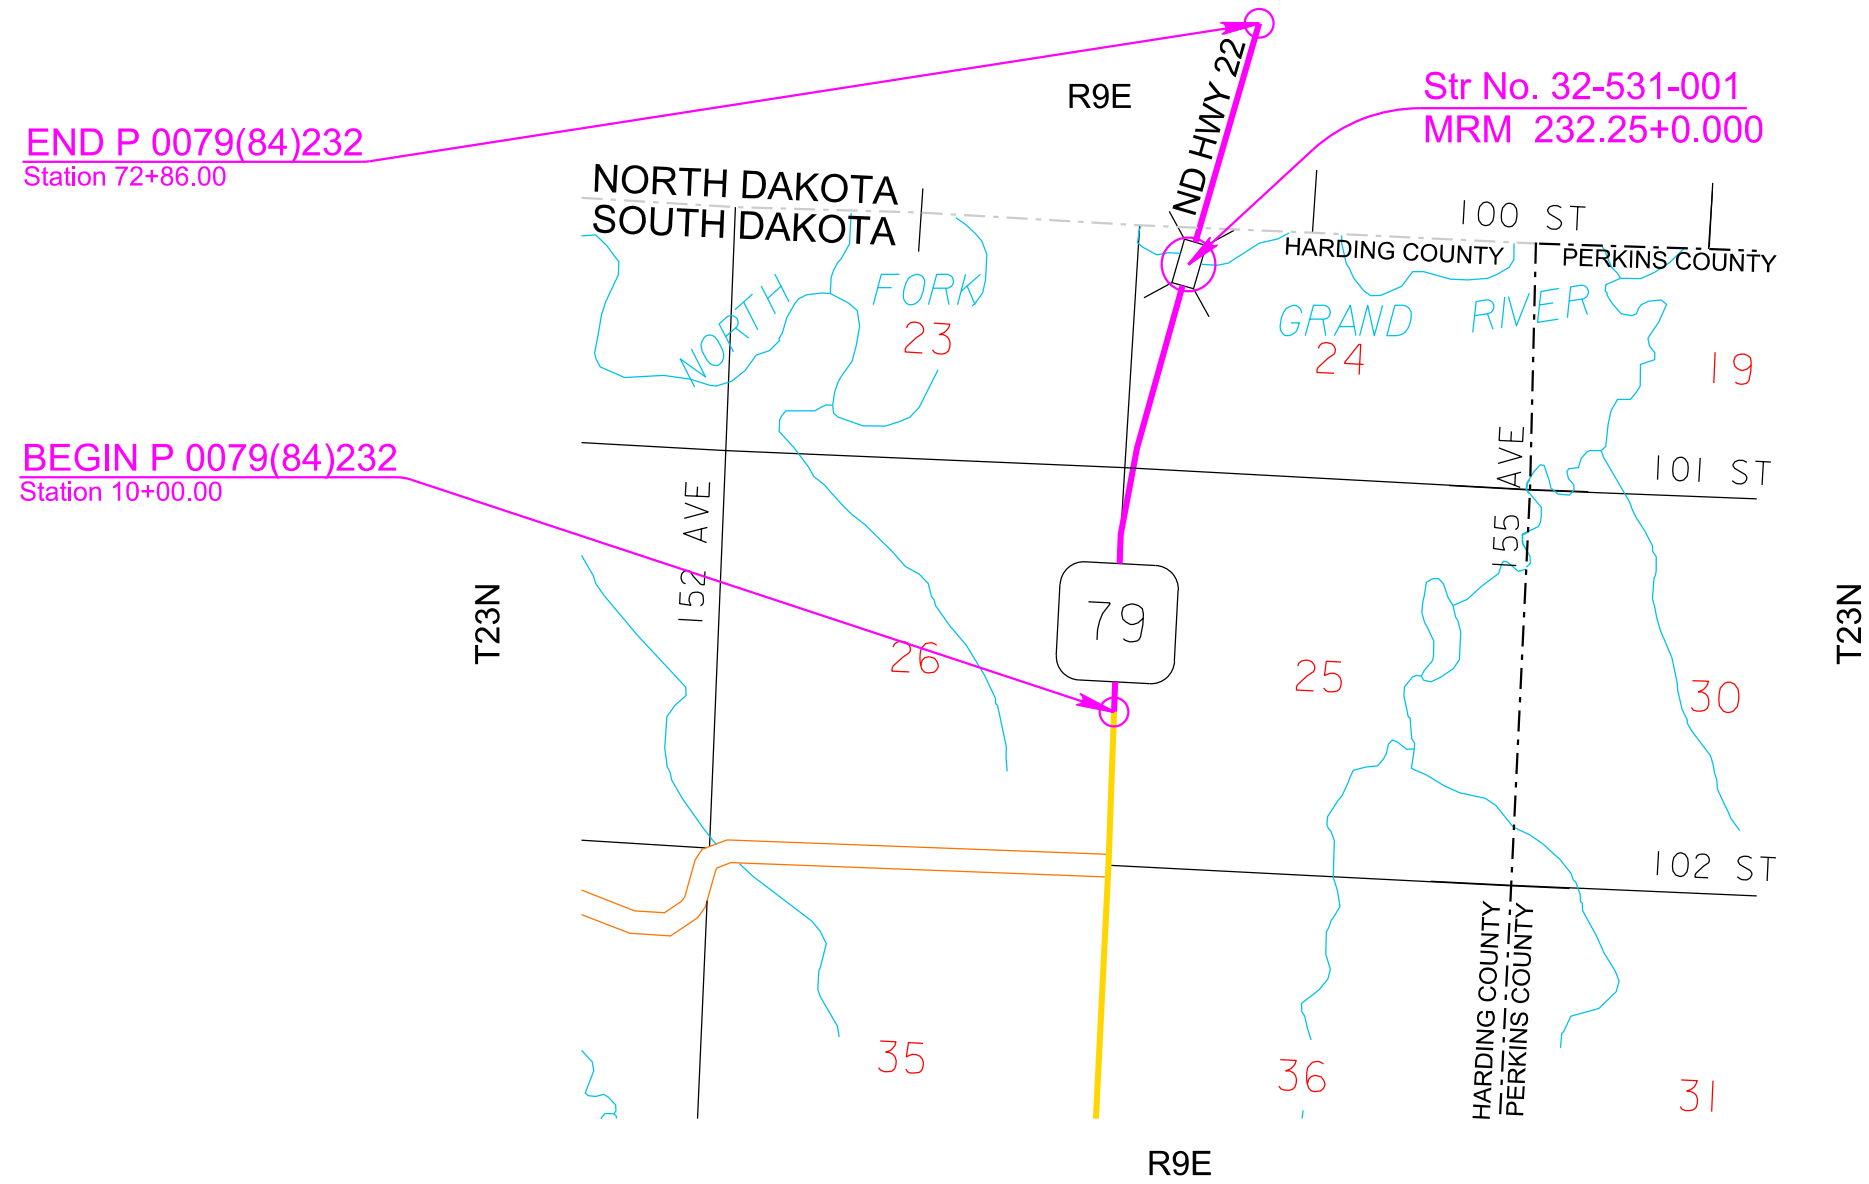 ND HWY 22
R9E
Str No. 32-531-001
MRM 232.25+0.000
END P 0079(84)232
Station 72+86.00
NORTH DAKOTA
SOUTH DAKOTA
100 ST
HARDING COUNTY
PERKINS COUNTY
NORTH FORK
GRAND RIVER
23
24
19
BEGIN P 0079(84)232
Station 10+00.00
152 AVE
155 AVE
101 ST
T23N
79
T23N
26
25
30
102 ST
HARDING COUNTY
PERKINS COUNTY
35
36
31
R9E